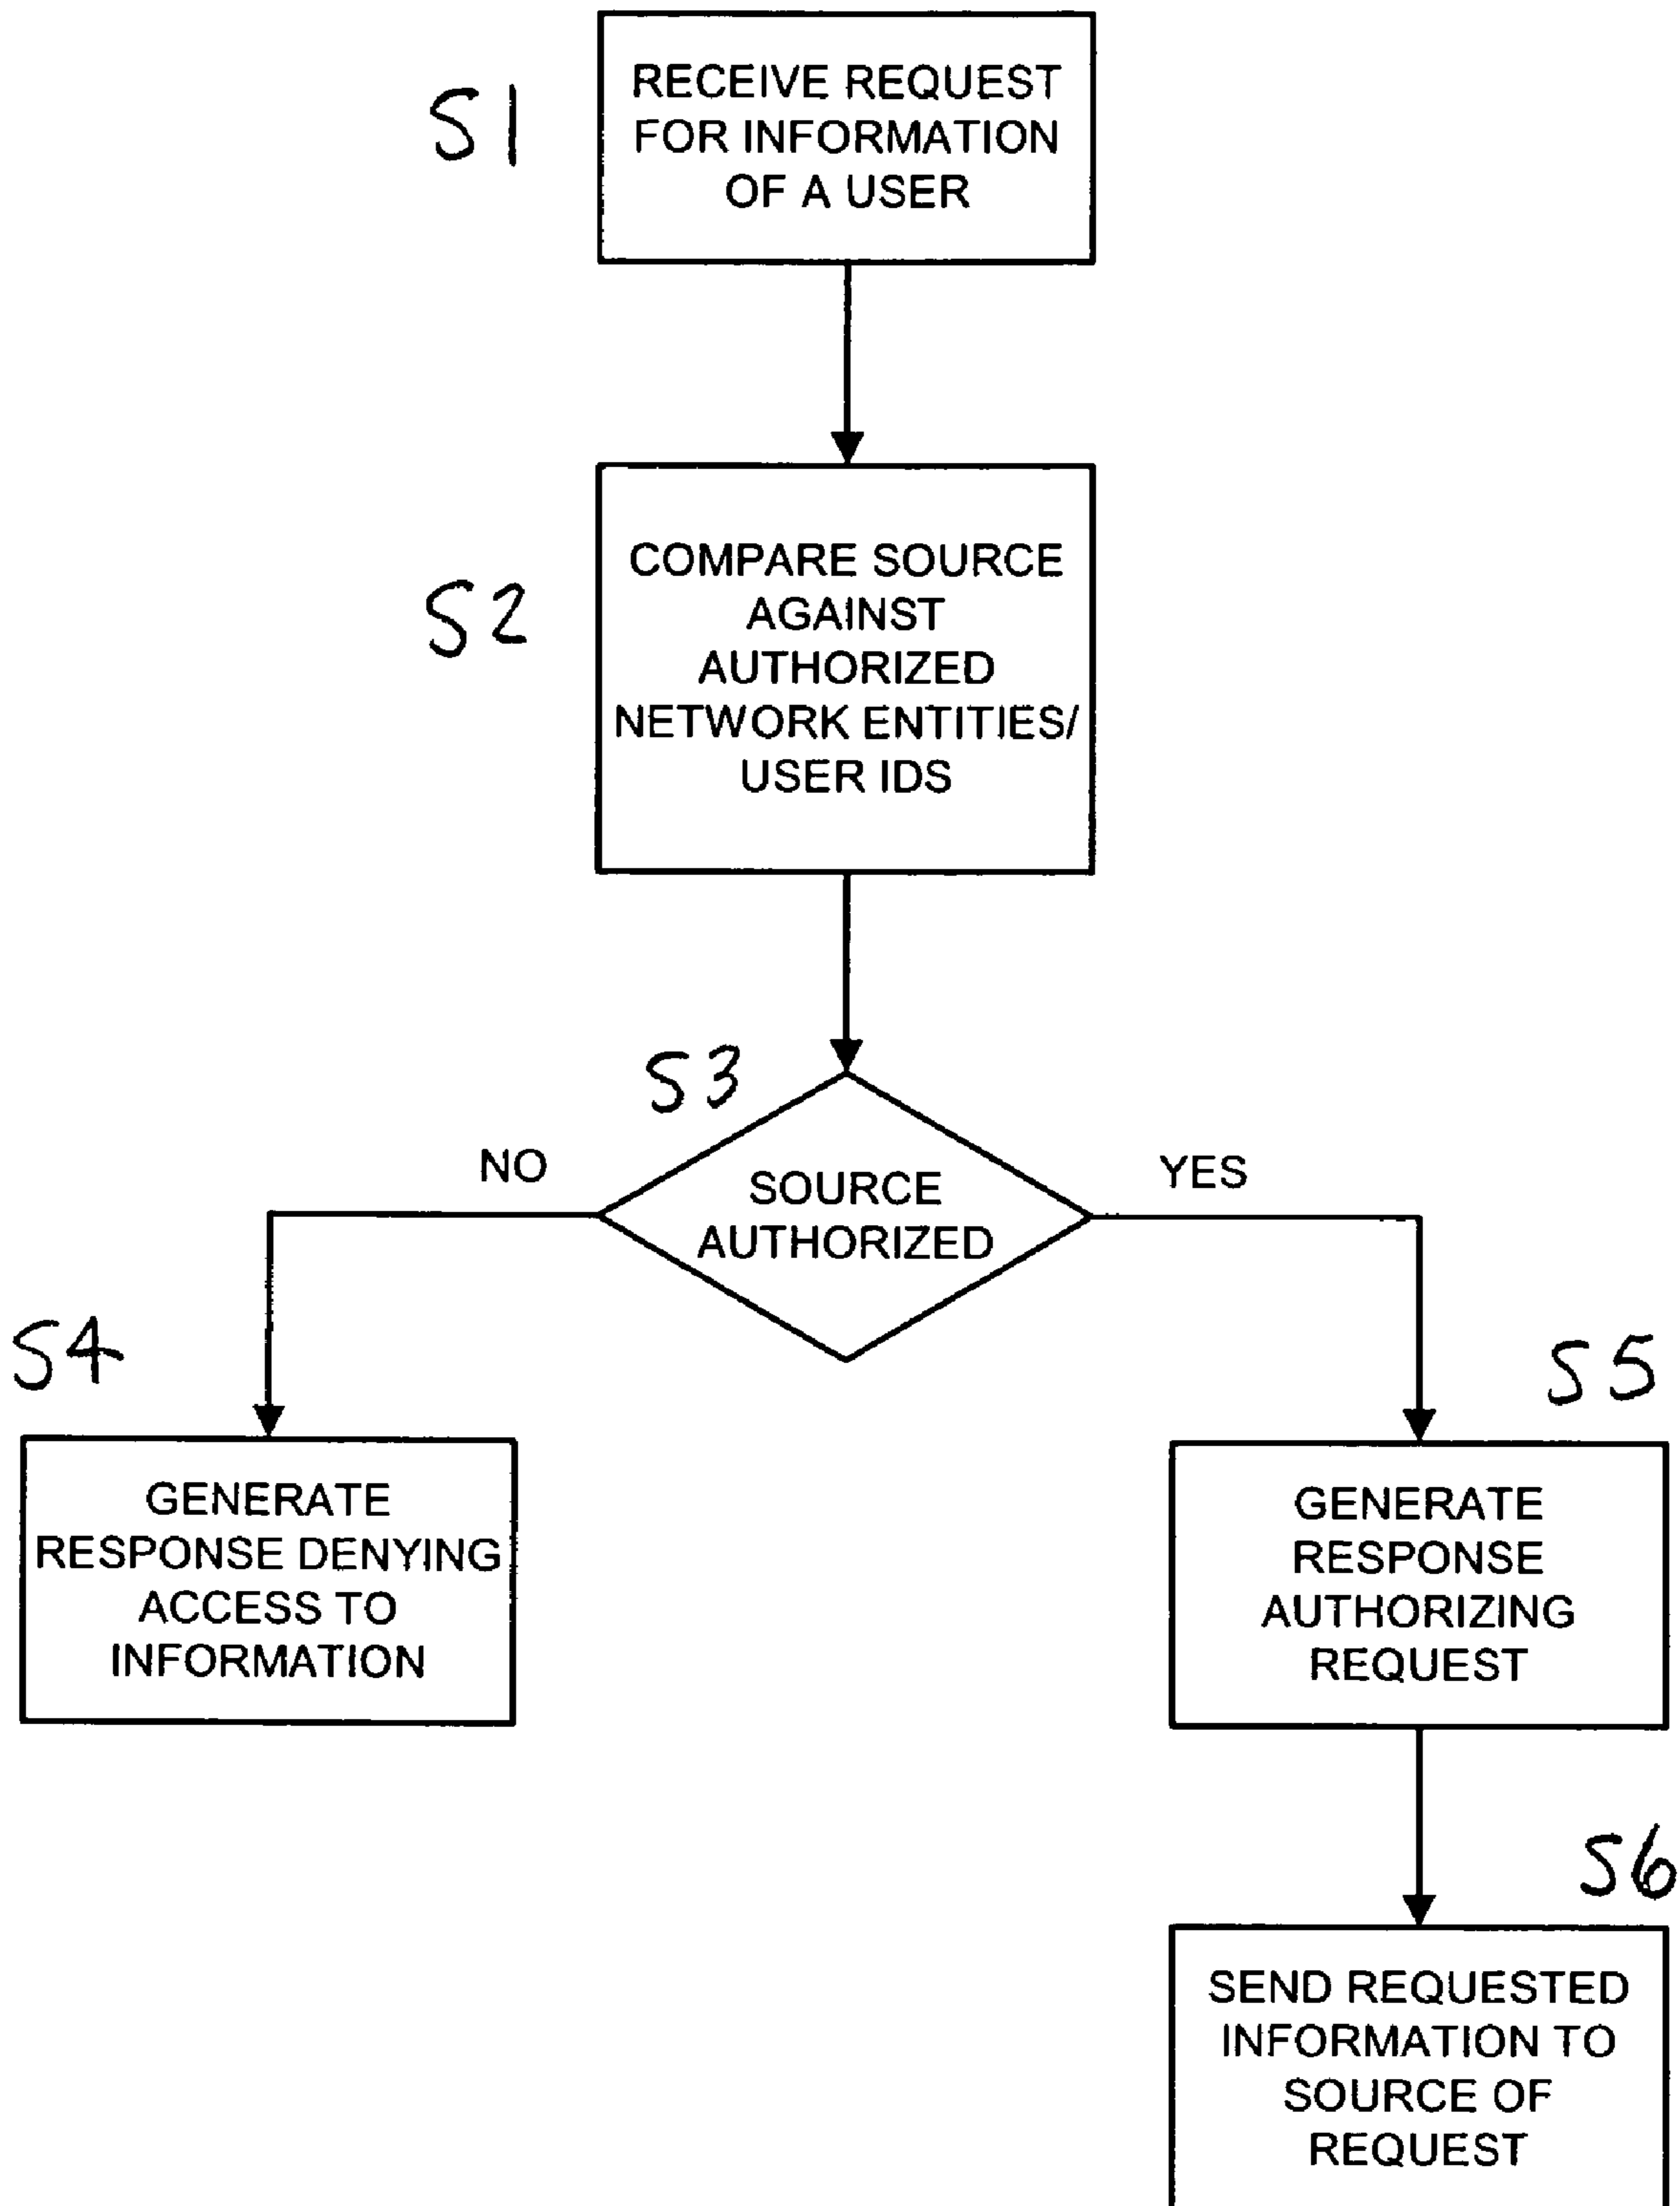 S1
RECEIVE REQUEST
FOR INFORMATION
OF A USER
S2
COMPARE SOURCE
AGAINST
AUTHORIZED
NETWORK ENTITIES/
USER IDS
S3
NO
YES
SOURCE
AUTHORIZED
S4
S5
GENERATE
RESPONSE DENYING
ACCESS TO
INFORMATION
GENERATE
RESPONSE
AUTHORIZING
REQUEST
S6
SEND REQUESTED
INFORMATION TO
SOURCE OF
REQUEST